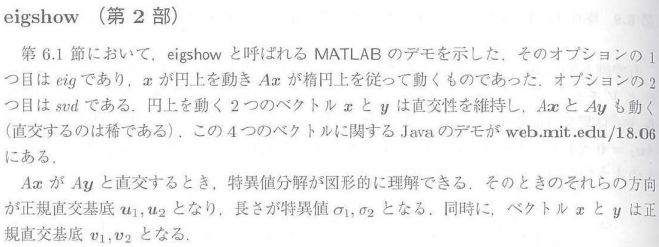 eigshow （第 2 部）
第 6.1 節において，eigshow と呼ばれる MATLAB のデモを示した．そのオプションの 1
つ目は eig であり，x が円上を動き Ax が楕円上を従って動くものであった．オプションの 2
つ目は svd である．円上を動く 2 つのベクトル x と y は直交性を維持し，Ax と Ay も動く
(直交するのは稀である)．この 4 つのベクトルに関する Java のデモが web.mit.edu/18.06
にある．
Ax が Ay と直交するとき，特異値分解が図形的に理解できる．そのときのそれらの方向
が正規直交基底 u₁, u₂ となり，長さが特異値 σ₁, σ₂ となる．同時に，ベクトル x と y は正
規直交基底 v₁, v₂ となる．